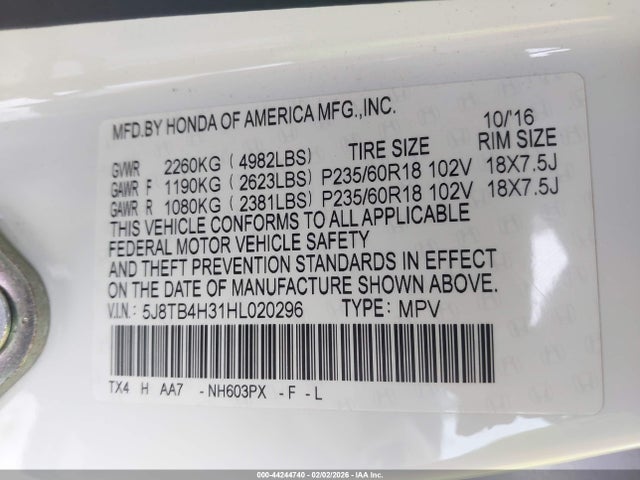 MFD.BY HONDA OF AMERICA MFG.,INC. 10/'16
GVWR 2260KG ( 4982LBS) TIRE SIZE RIM SIZE
GAWR F 1190KG ( 2623LBS) P235/60R18 102V 18X7.5J
GAWR R 1080KG ( 2381LBS) P235/60R18 102V 18X7.5J
THIS VEHICLE CONFORMS TO ALL APPLICABLE
FEDERAL MOTOR VEHICLE SAFETY
AND THEFT PREVENTION STANDARDS IN EFFECT
ON THE DATE OF MANUFACTURE SHOWN ABOVE.
V.I.N.: 5J8TB4H31HL020296 TYPE: MPV
TX4 H AA7 -NH603PX -F -L
000-44244740 - 02/02/2026 - IAA Inc.